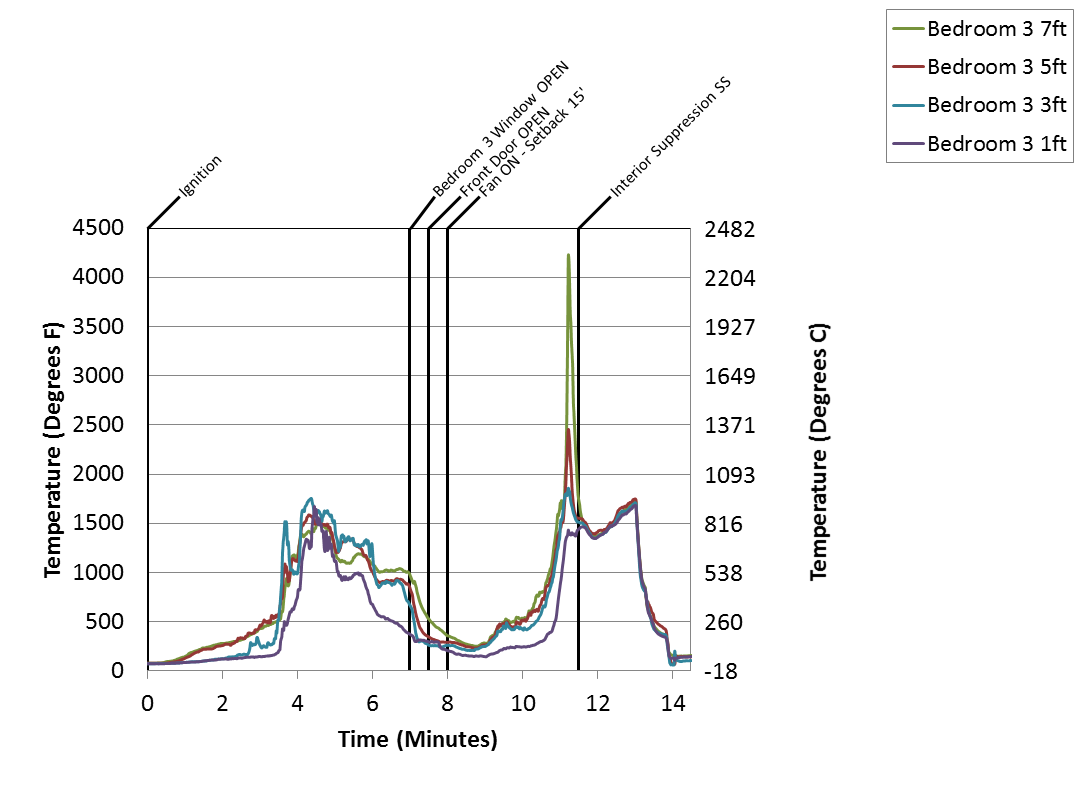 Bedroom 3 7ft
Bedroom 3 5ft
Bedroom 3 3ft
Bedroom 3 1ft
Ignition
Bedroom 3 Window OPEN
Front Door OPEN
Fan ON - Setback 15'
Interior Suppression SS
Temperature (Degrees F)
4500
4000
3500
3000
2500
2000
1500
1000
500
0
2482
2204
1927
1649
1371
1093
816
538
260
-18
Temperature (Degrees C)
0 2 4 6 8 10 12 14
Time (Minutes)